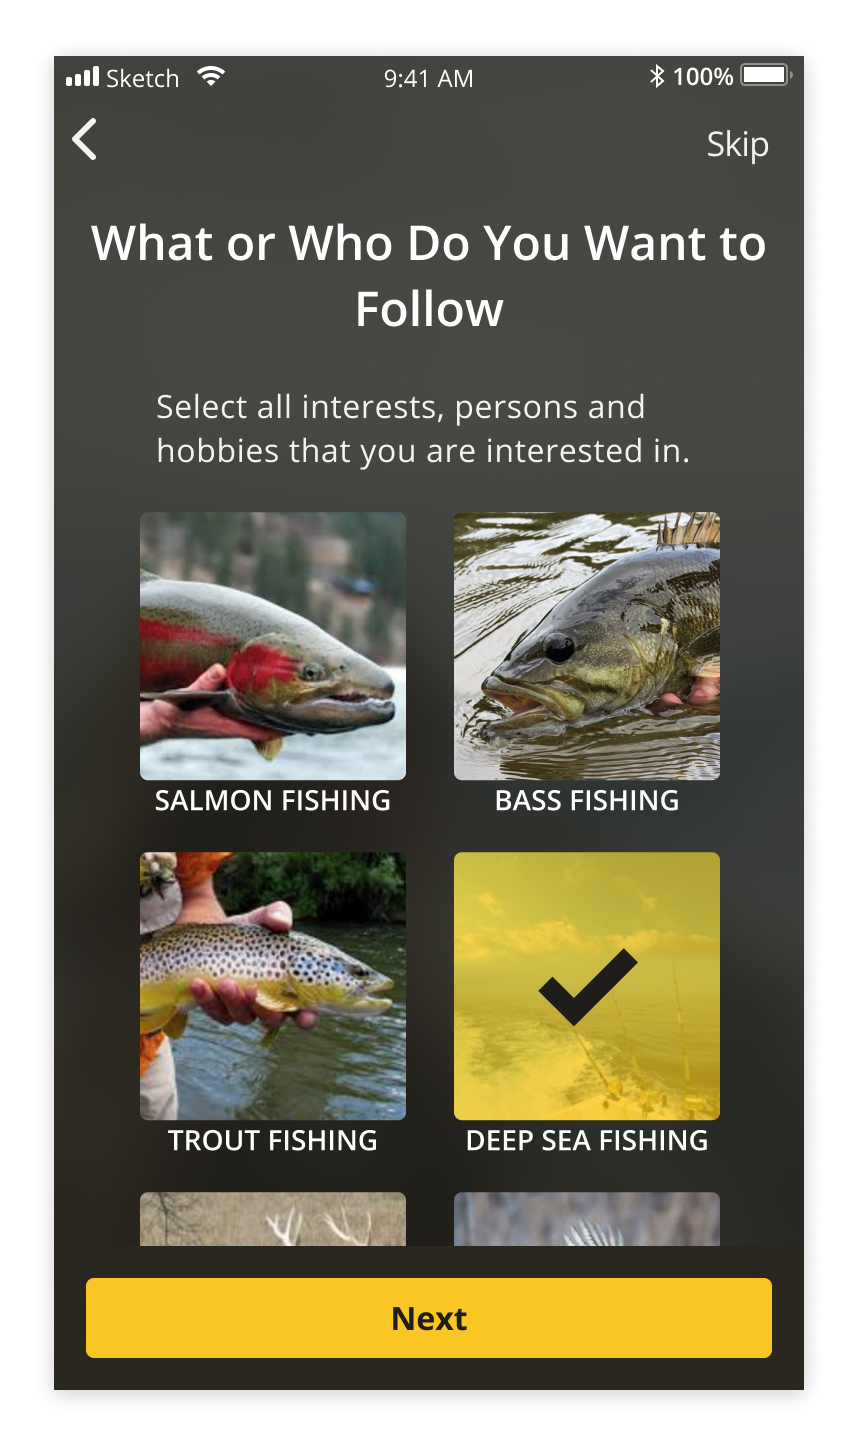 Sketch 9:41 AM 100%
Skip
What or Who Do You Want to
Follow
Select all interests, persons and
hobbies that you are interested in.
SALMON FISHING BASS FISHING
TROUT FISHING DEEP SEA FISHING
Next